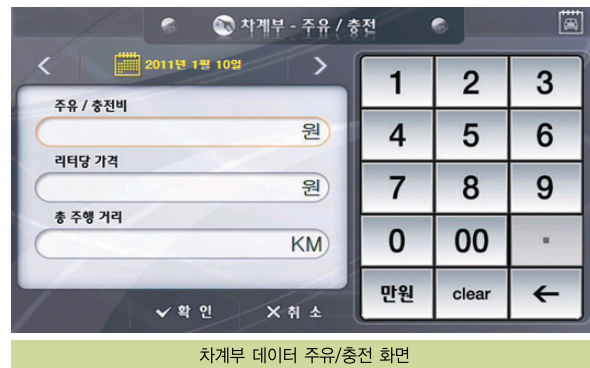 차계부 - 주유 / 충전
2011년 1월 10일
주유 / 충전비
원
리터당 가격
원
총 주행 거리
KM
확 인
취 소
1 2 3
4 5 6
7 8 9
0 00 .
만원 clear ←
차계부 데이터 주유/충전 화면